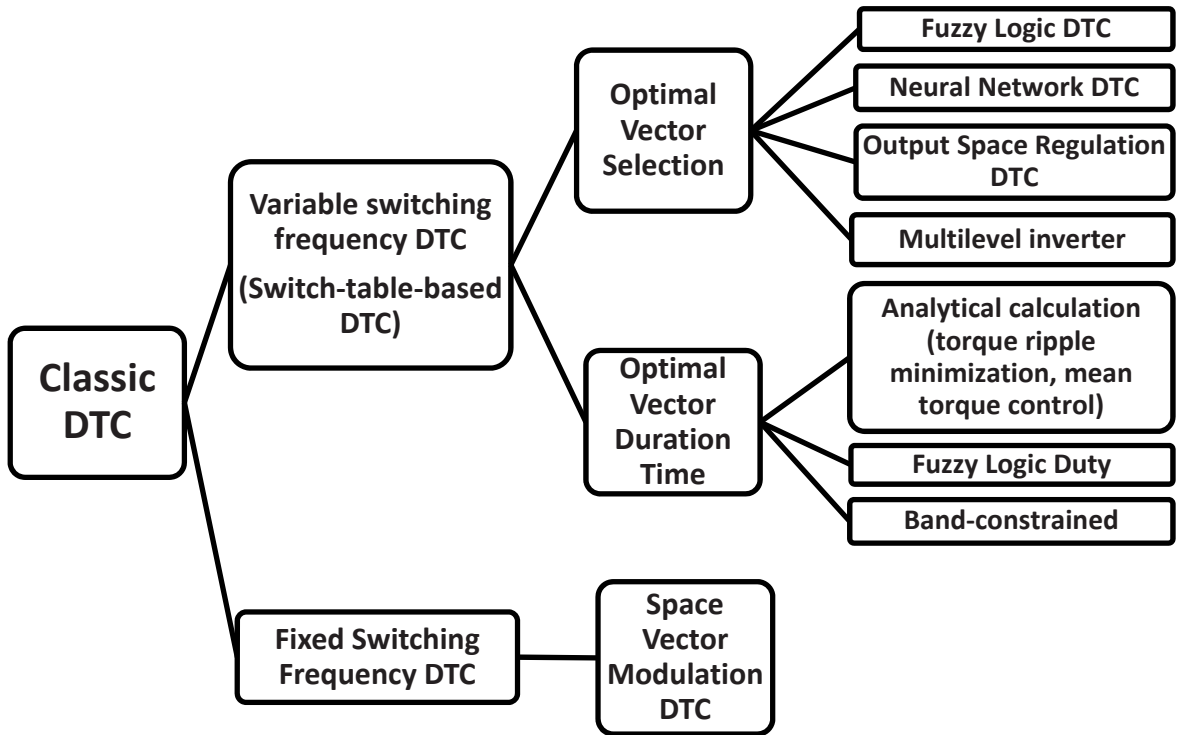 Classic
DTC
Variable switching
frequency DTC
(Switch-table-based
DTC)
Optimal
Vector
Selection
Fuzzy Logic DTC
Neural Network DTC
Output Space Regulation
DTC
Multilevel inverter
Optimal
Vector
Duration
Time
Analytical calculation
(torque ripple
minimization, mean
torque control)
Fuzzy Logic Duty
Band-constrained
Fixed Switching
Frequency DTC
Space
Vector
Modulation
DTC